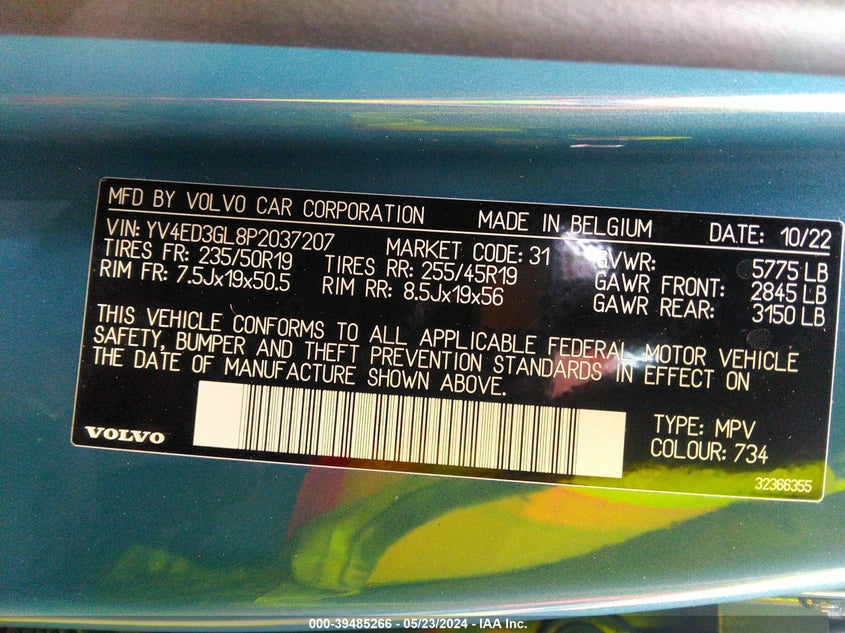 MFD BY VOLVO CAR CORPORATION MADE IN BELGIUM DATE: 10/22
VIN: YV4ED3GL8P2037207 MARKET CODE: 31 GVWR: 5775 LB
TIRES FR: 235/50R19 TIRES RR: 255/45R19 GAWR FRONT: 2845 LB
RIM FR: 7.5Jx19x50.5 RIM RR: 8.5Jx19x56 GAWR REAR: 3150 LB
THIS VEHICLE CONFORMS TO ALL APPLICABLE FEDERAL MOTOR VEHICLE
SAFETY, BUMPER AND THEFT PREVENTION STANDARDS IN EFFECT ON
THE DATE OF MANUFACTURE SHOWN ABOVE.
VOLVO
TYPE: MPV
COLOUR: 734
32366355
000-39485266 - 05/23/2024 - IAA Inc.